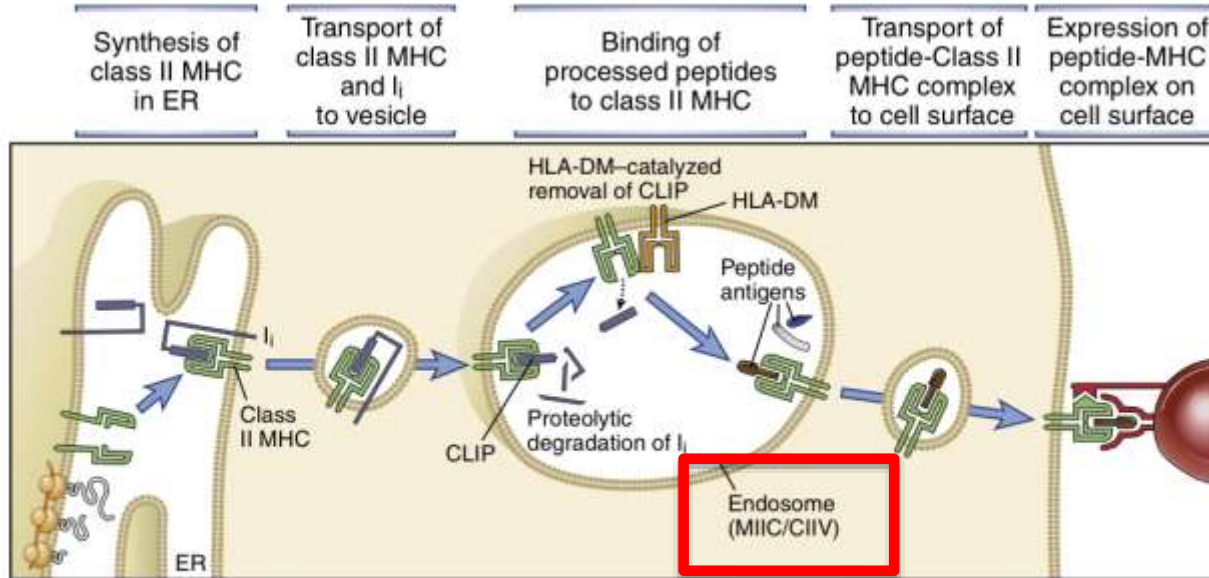 Synthesis of
class II MHC
in ER
Transport of
class II MHC
and Ii
to vesicle
Binding of
processed peptides
to class II MHC
Transport of
peptide-Class II
MHC complex
to cell surface
Expression of
peptide-MHC
complex on
cell surface
HLA-DM–catalyzed
removal of CLIP
HLA-DM
Peptide
antigens
Ii
Class
II MHC
CLIP
Proteolytic
degradation of Ii
Endosome
(MIIC/CIIV)
ER